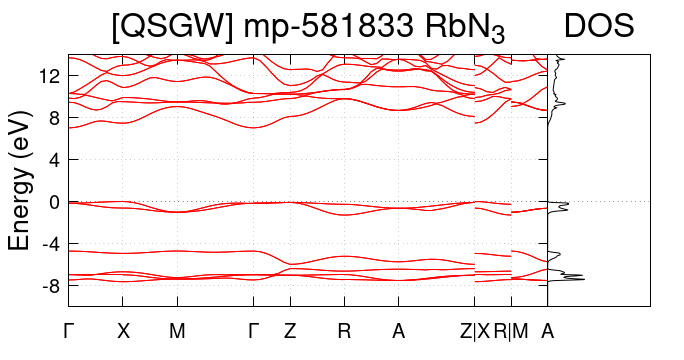 [QSGW] mp-581833 RbN3 DOS
Energy (eV)
12
8
4
0
-4
-8
Γ X M Γ Z R A Z|X R|M A